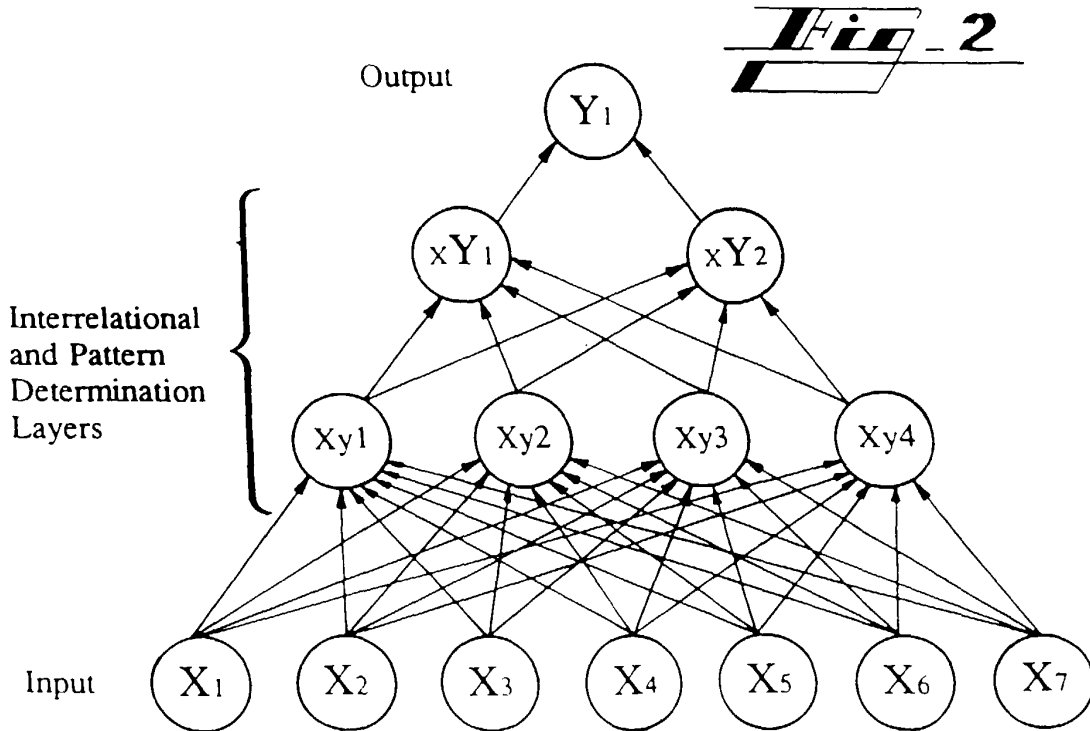 Fig_2
Output
Y1
xY1
xY2
Interrelational
and Pattern
Determination
Layers
Xy1
Xy2
Xy3
Xy4
Input
X1
X2
X3
X4
X5
X6
X7